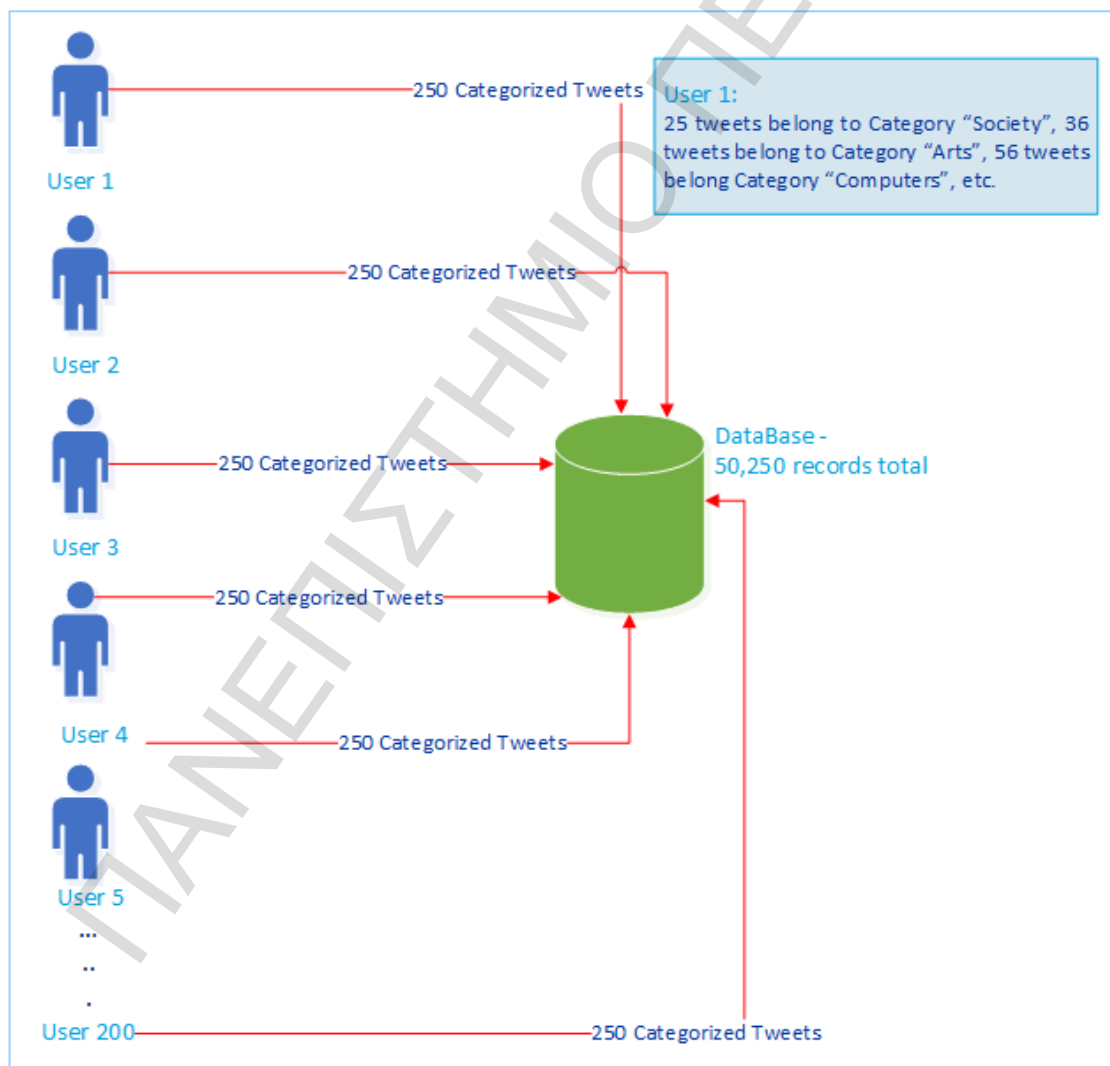 250 Categorized Tweets
User 1:
25 tweets belong to Category “Society”, 36
tweets belong to Category “Arts”, 56 tweets
belong Category “Computers”, etc.
User 1
250 Categorized Tweets
User 2
DataBase -
50,250 records total
250 Categorized Tweets
User 3
250 Categorized Tweets
User 4
250 Categorized Tweets
User 5
...
..
.
User 200
250 Categorized Tweets
ΠΑΝΕΠΙΣΤΗΜΙΟ